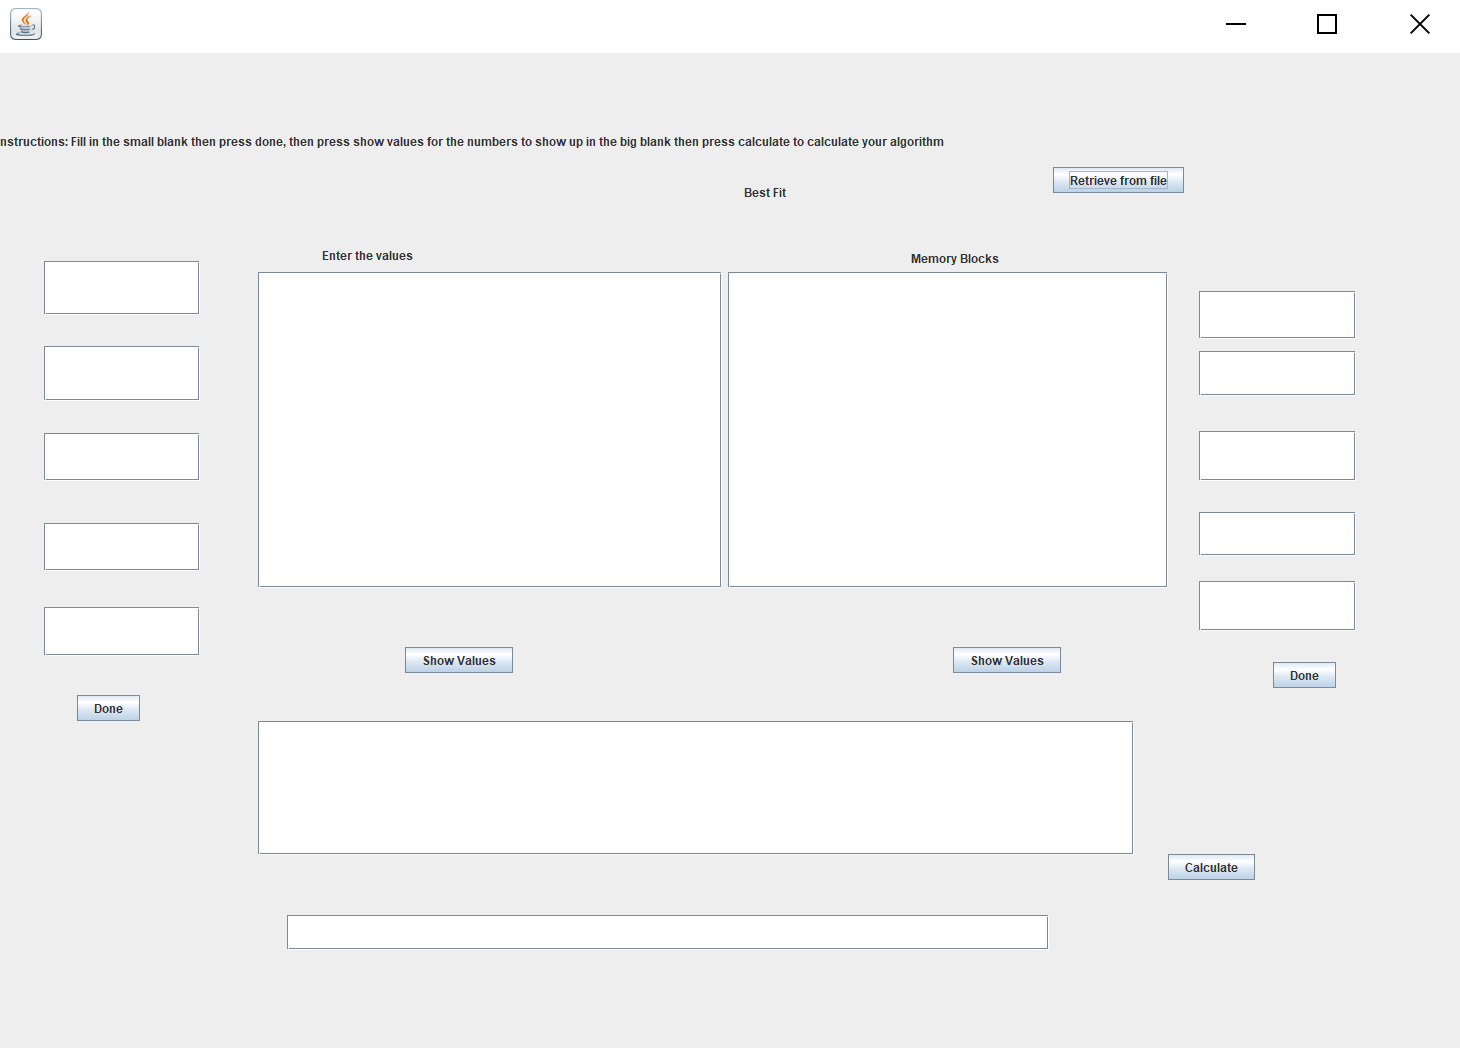 nstructions: Fill in the small blank then press done, then press show values for the numbers to show up in the big blank then press calculate to calculate your algorithm
Retrieve from file
Best Fit
Enter the values
Memory Blocks
Show Values
Show Values
Done
Done
Calculate